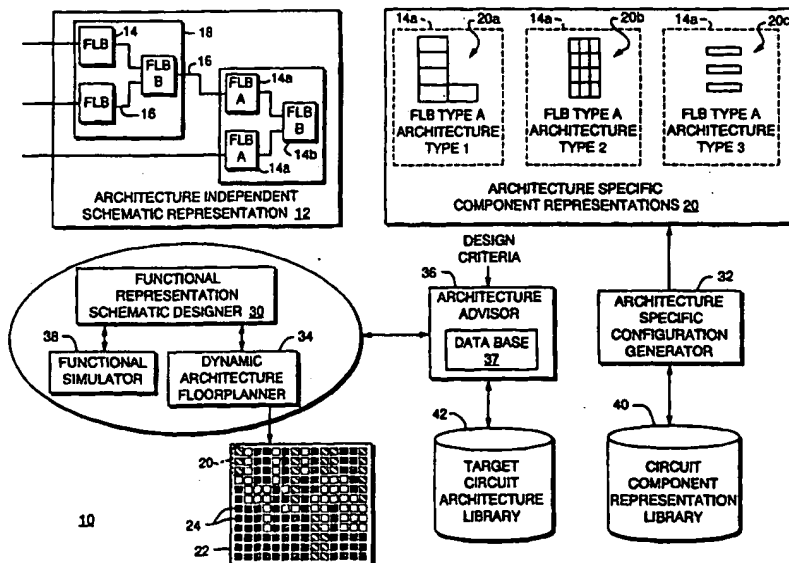 14
18
FLB
FLB
B
16
14a
FLB
16
FLB
A
FLB
B
FLB
A
14b
14a
ARCHITECTURE INDEPENDENT
SCHEMATIC REPRESENTATION 12
14a
20a
FLB TYPE A
ARCHITECTURE
TYPE 1
14a
20b
FLB TYPE A
ARCHITECTURE
TYPE 2
14a
20c
FLB TYPE A
ARCHITECTURE
TYPE 3
ARCHITECTURE SPECIFIC
COMPONENT REPRESENTATIONS 20
FUNCTIONAL
REPRESENTATION
SCHEMATIC DESIGNER 30
38
FUNCTIONAL
SIMULATOR
34
DYNAMIC
ARCHITECTURE
FLOORPLANNER
DESIGN
CRITERIA
36
ARCHITECTURE
ADVISOR
DATA BASE
37
32
ARCHITECTURE
SPECIFIC
CONFIGURATION
GENERATOR
42
TARGET
CIRCUIT
ARCHITECTURE
LIBRARY
40
CIRCUIT
COMPONENT
REPRESENTATION
LIBRARY
20
24
22
10